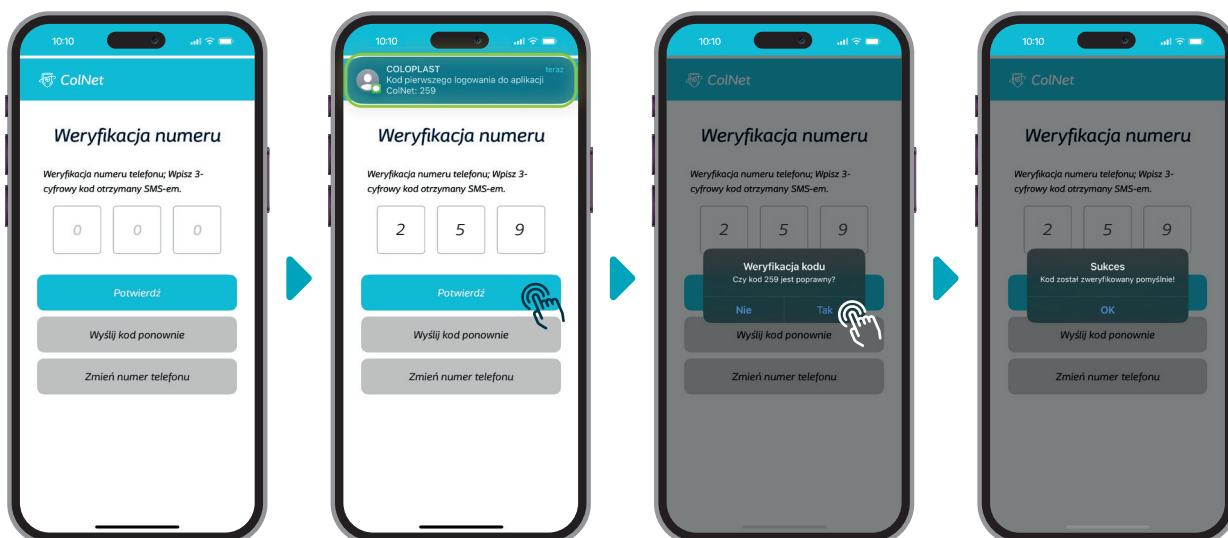 10:10
ColNet
Weryfikacja numeru
Weryfikacja numeru telefonu; Wpisz 3-
cyfrowy kod otrzymany SMS-em.
0 0 0
Potwierdź
Wyślij kod ponownie
Zmień numer telefonu
10:10
COLOPLAST teraz
Kod pierwszego logowania do aplikacji
ColNet: 259
Weryfikacja numeru
Weryfikacja numeru telefonu; Wpisz 3-
cyfrowy kod otrzymany SMS-em.
2 5 9
Potwierdź
Wyślij kod ponownie
Zmień numer telefonu
10:10
ColNet
Weryfikacja numeru
Weryfikacja numeru telefonu; Wpisz 3-
cyfrowy kod otrzymany SMS-em.
2 5 9
Weryfikacja kodu
Czy kod 259 jest poprawny?
Nie Tak
Wyślij kod ponownie
Zmień numer telefonu
10:10
ColNet
Weryfikacja numeru
Weryfikacja numeru telefonu; Wpisz 3-
cyfrowy kod otrzymany SMS-em.
2 5 9
Sukces
Kod został zweryfikowany pomyślnie!
OK
Wyślij kod ponownie
Zmień numer telefonu